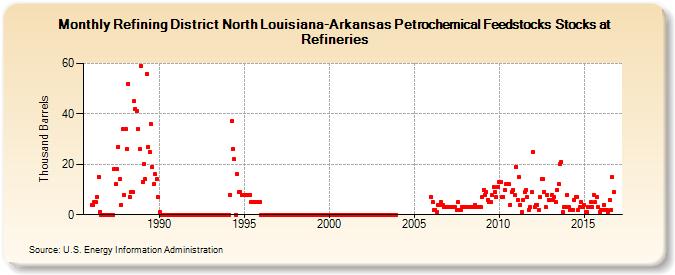 Monthly Refining District North Louisiana-Arkansas Petrochemical Feedstocks Stocks at
Refineries
Thousand Barrels
60
40
20
0
1990
1995
2000
2005
2010
2015
Source: U.S. Energy Information Administration